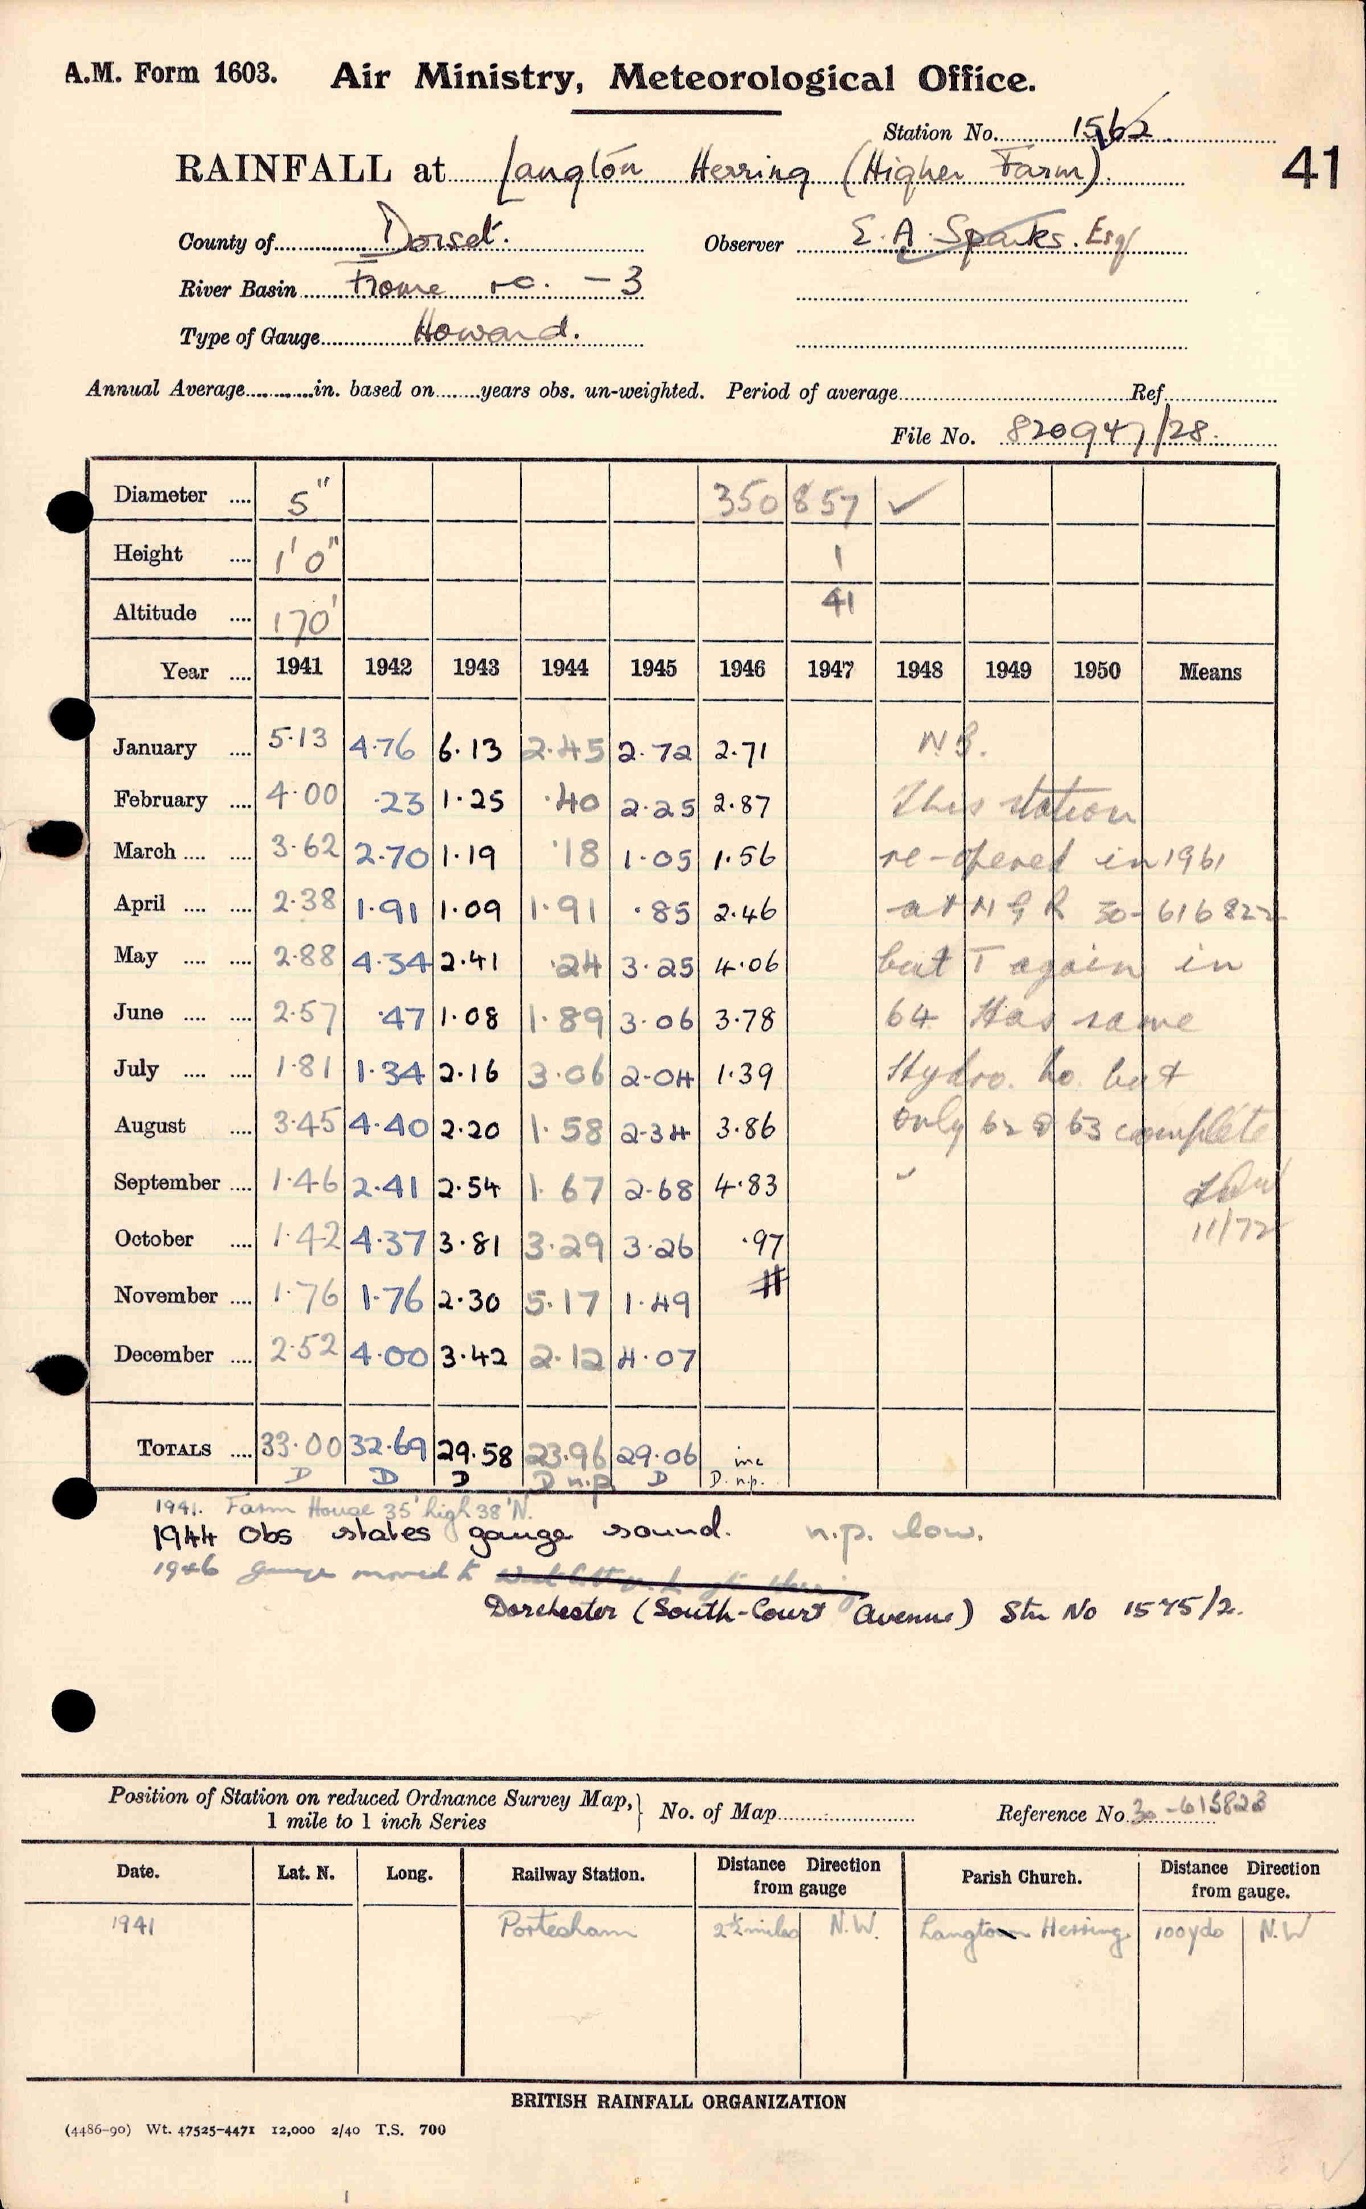 A.M. Form 1603. Air Ministry, Meteorological Office.
Station No. 1562
41
RAINFALL at Langton Herring (Higher Farm)
County of Dorset. Observer E. A. Sparks. Esq
River Basin Frome rc. - 3
Type of Gauge Howard.
Annual Average in. based on years obs. un-weighted. Period of average Ref
File No. 820947/28.
Diameter 5" 350 857 ✓
Height 1'0" 1
Altitude 170' 41
Year 1941 1942 1943 1944 1945 1946 1947 1948 1949 1950 Means
January 5.13 4.76 6.13 2.45 2.72 2.71 N.B.
February 4.00 .23 1.25 .40 2.25 2.87 This station
March 3.62 2.70 1.19 .18 1.05 1.56 re-opened in 1961
April 2.38 1.91 1.09 1.91 .85 2.46 at N G R 30-616822
May 2.88 4.34 2.41 .24 3.25 4.06 but T again in
June 2.57 .47 1.08 1.89 3.06 3.78 64 Has same
July 1.81 1.34 2.16 3.06 2.04 1.39 Hydro. No. but
August 3.45 4.40 2.20 1.58 2.34 3.86 only 62 & 63 complete
September 1.46 2.41 2.54 1.67 2.68 4.83
October 1.42 4.37 3.81 3.29 3.26 .97 11/72
November 1.76 1.76 2.30 5.17 1.49
December 2.52 4.00 3.42 2.12 4.07
TOTALS 33.00 32.69 29.58 23.96 29.06 inc
D D D D n.p. D D. n.p.
1941. Farm House 35' high 38' N.
1944 Obs states gauge sound. n.p. low.
1946 gauge moved to
Dorchester (South-Court Avenue) Stn No 1575/2.
Position of Station on reduced Ordnance Survey Map, 1 mile to 1 inch Series } No. of Map Reference No. 30-615823
Date. Lat. N. Long. Railway Station. Distance Direction from gauge Parish Church. Distance Direction from gauge.
1941 Portesham 2½ miles N.W. Langton Herring. 100 yds N.W
BRITISH RAINFALL ORGANIZATION
(4486-90) Wt. 47525-4471 12,000 2/40 T.S. 700